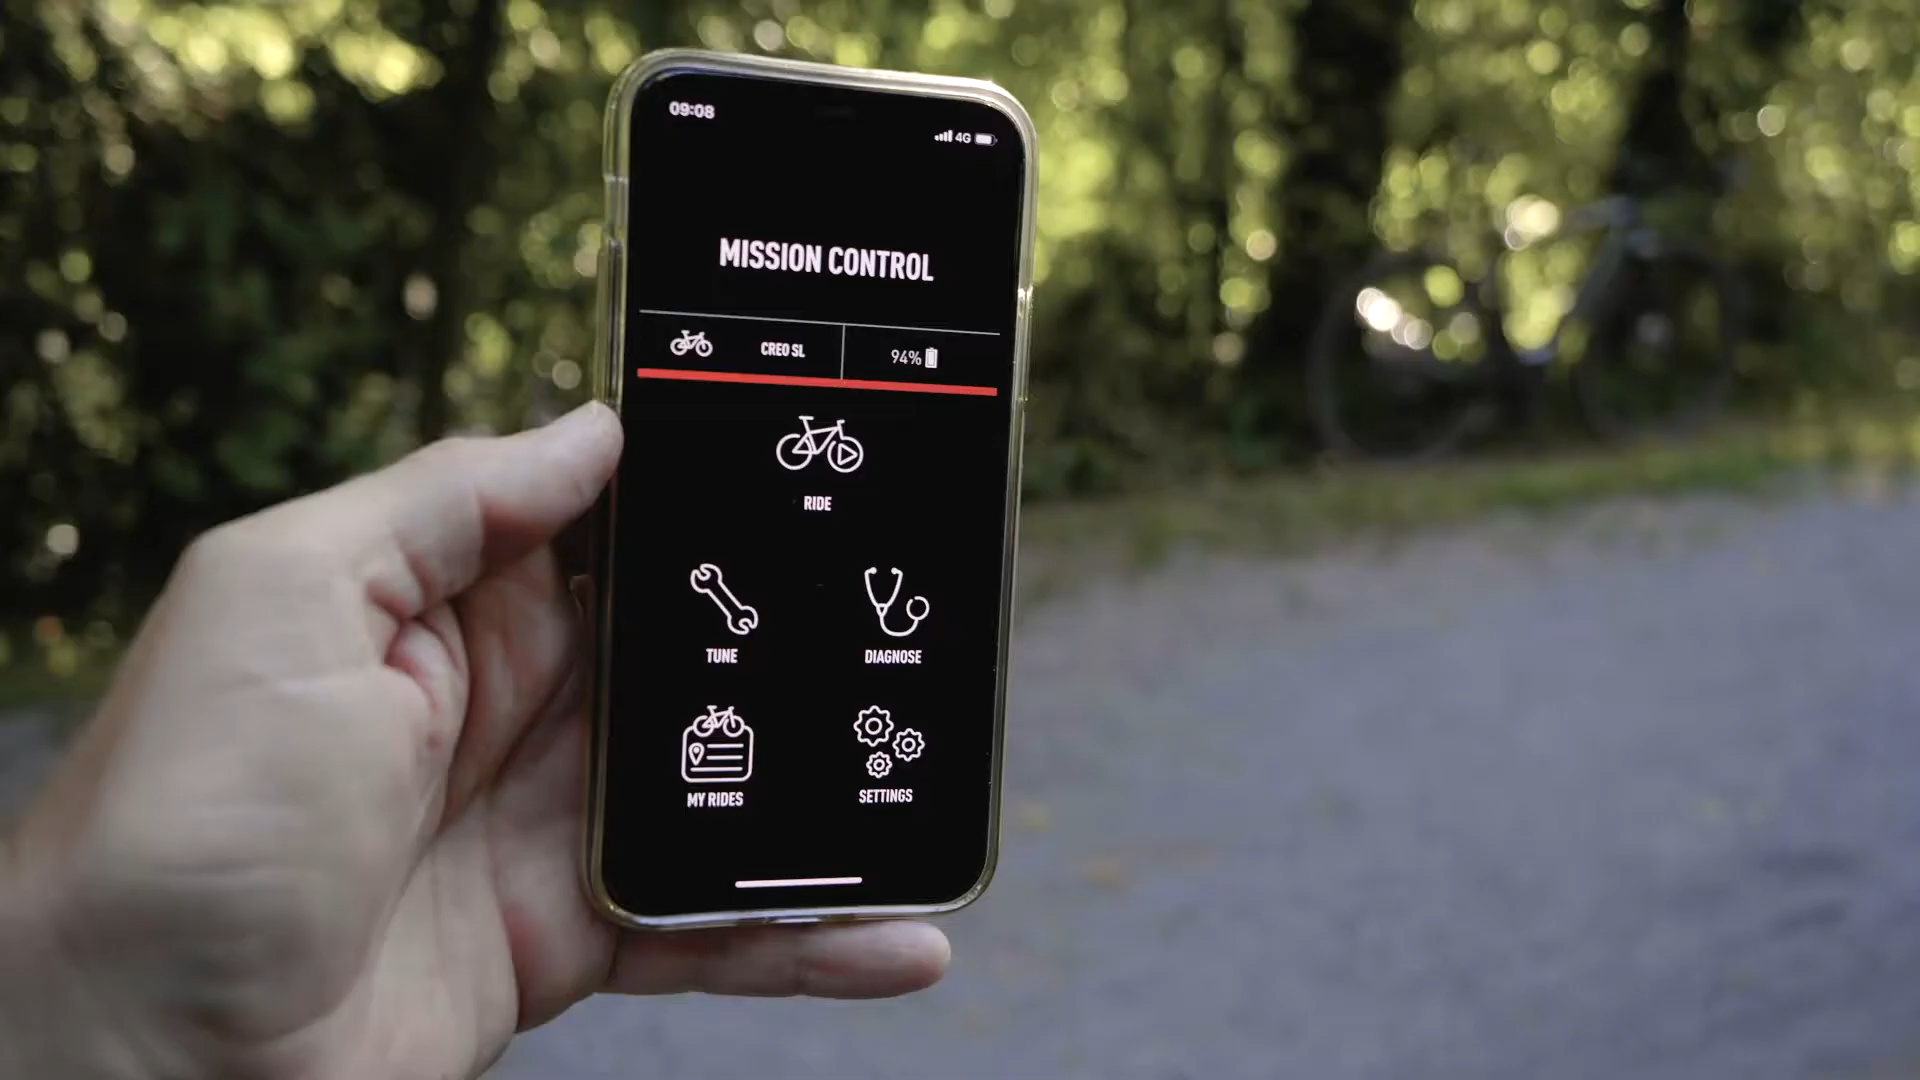 09:08
4G
MISSION CONTROL
CREO SL
94%
RIDE
TUNE
DIAGNOSE
MY RIDES
SETTINGS